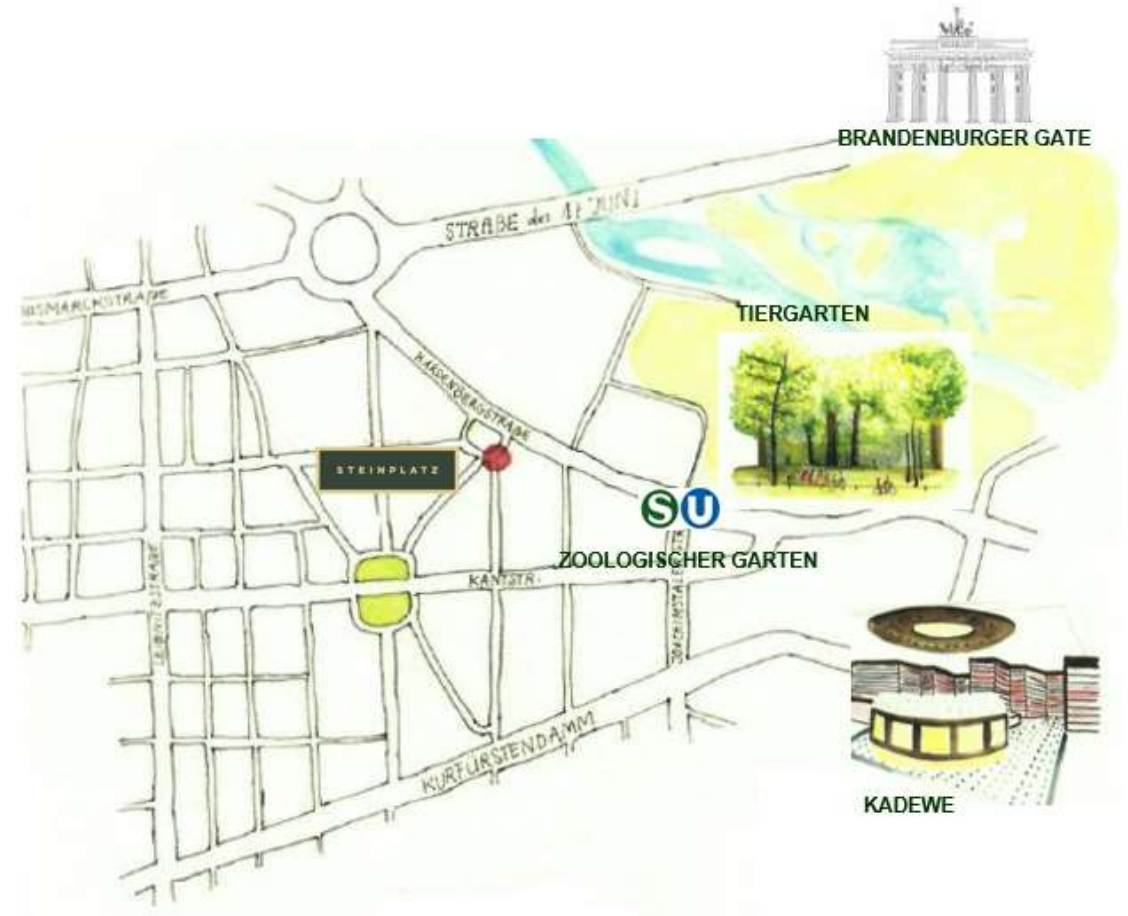 BRANDENBURGER GATE
STRAßE des 17 JUNI
BISMARCKSTRAßE
TIERGARTEN
HARDENBERGSTRAßE
STEINPLATZ
S U
ZOOLOGISCHER GARTEN
KANTSTR.
LEIBNIZSTRAßE
JOACHIMSTALERSTR
KURFÜRSTENDAMM
KADEWE